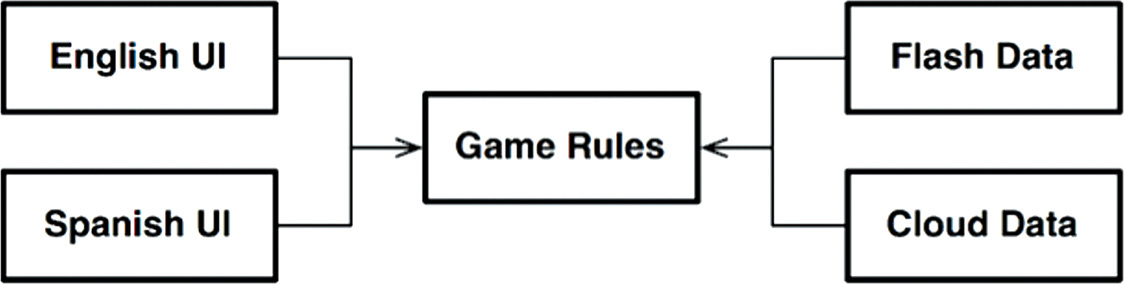 English UI
Spanish UI
Game Rules
Flash Data
Cloud Data